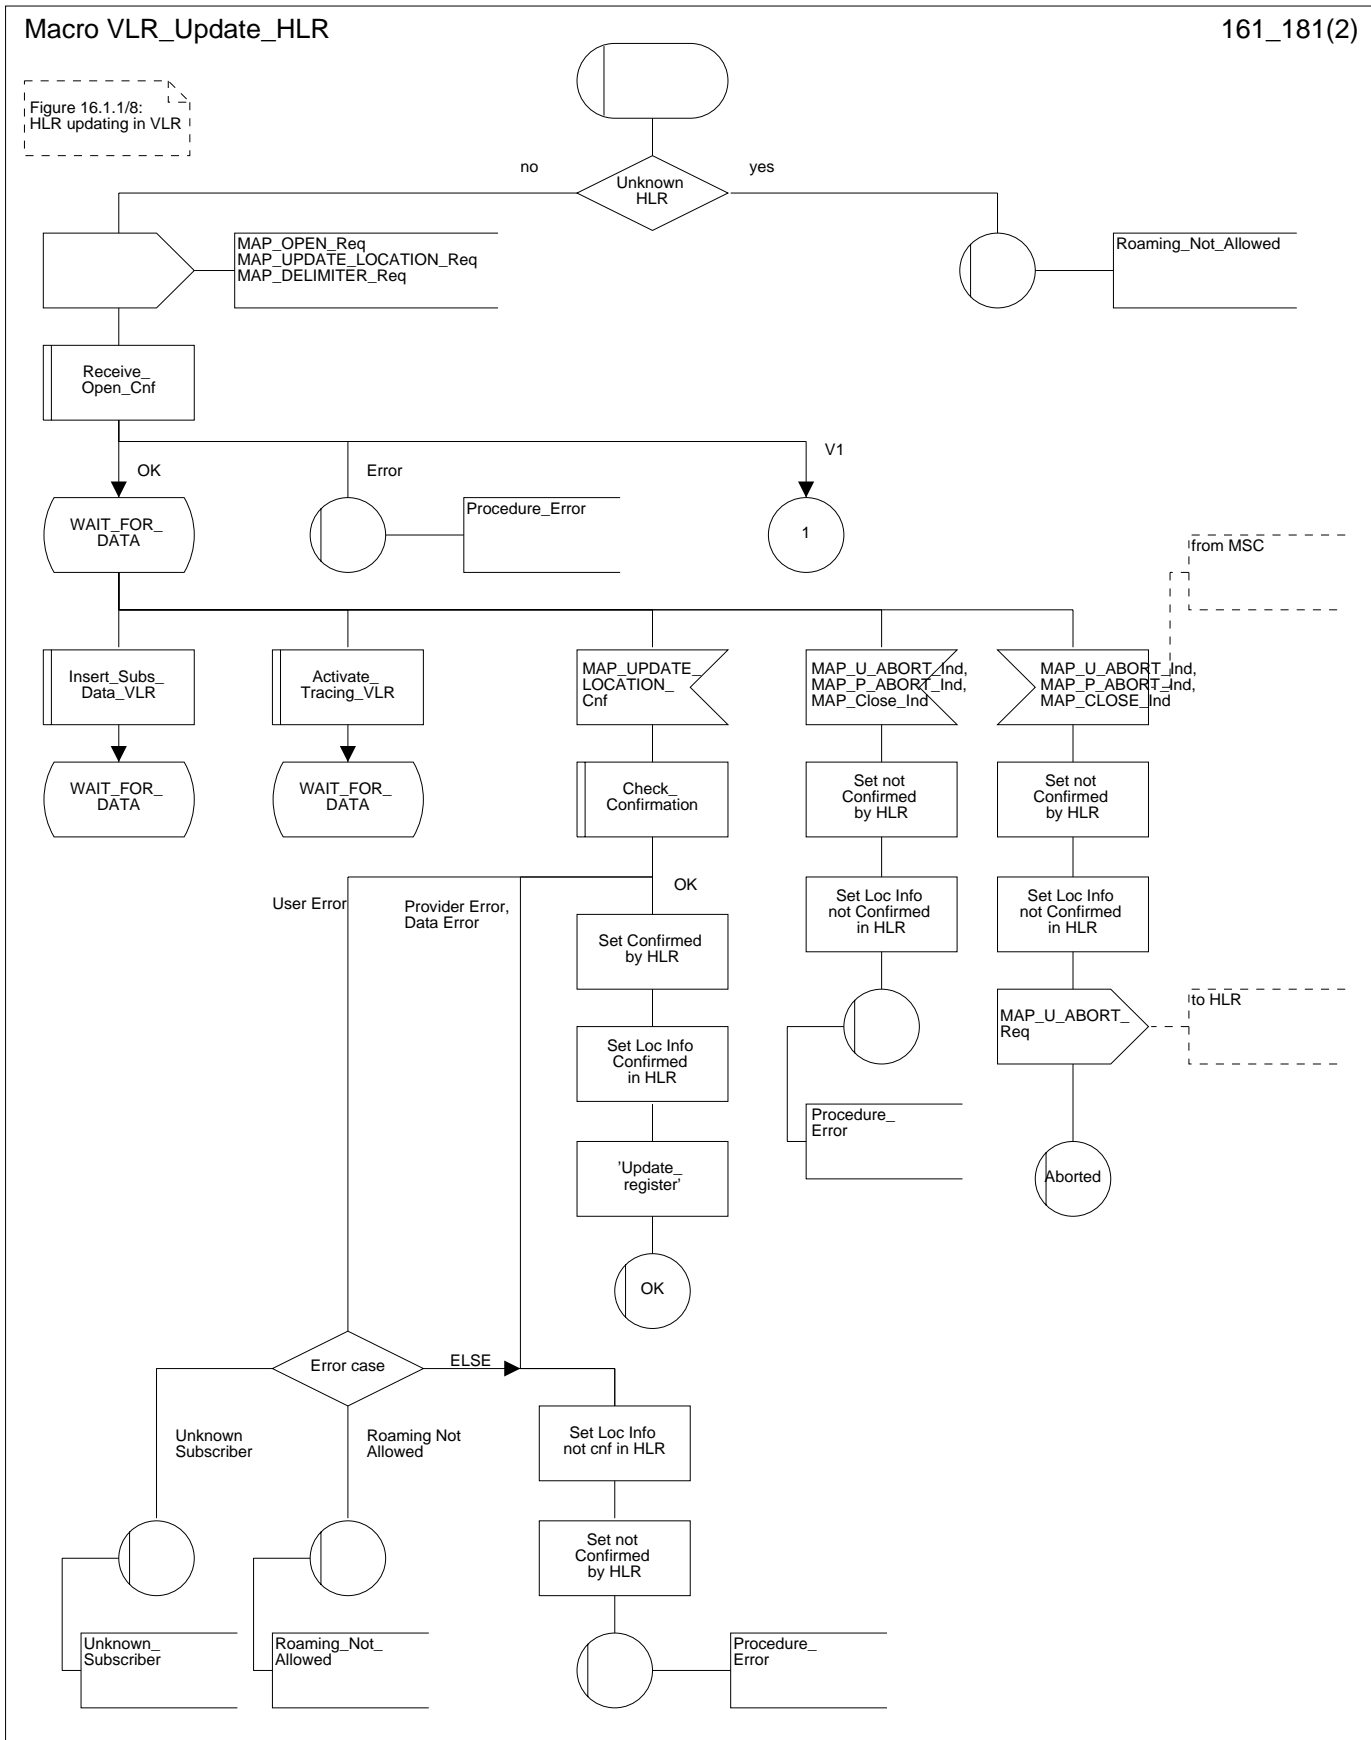 Macro VLR_Update_HLR
161_181(2)
Figure 16.1.1/8:
HLR updating in VLR
no
yes
Unknown
HLR
MAP_OPEN_Req
MAP_UPDATE_LOCATION_Req
MAP_DELIMITER_Req
Roaming_Not_Allowed
Receive_
Open_Cnf
OK
Error
V1
WAIT_FOR_
DATA
Procedure_Error
1
from MSC
Insert_Subs_
Data_VLR
Activate_
Tracing_VLR
MAP_UPDATE_
LOCATION_
Cnf
MAP_U_ABORT_Ind,
MAP_P_ABORT_Ind,
MAP_Close_Ind
MAP_U_ABORT_Ind,
MAP_P_ABORT_Ind,
MAP_CLOSE_Ind
WAIT_FOR_
DATA
WAIT_FOR_
DATA
Check_
Confirmation
Set not
Confirmed
by HLR
Set not
Confirmed
by HLR
User Error
Provider Error,
Data Error
OK
Set Confirmed
by HLR
Set Loc Info
not Confirmed
in HLR
Set Loc Info
not Confirmed
in HLR
Set Loc Info
Confirmed
in HLR
MAP_U_ABORT_
Req
to HLR
Procedure_
Error
'Update_
register'
Aborted
OK
Error case
ELSE
Unknown
Subscriber
Roaming Not
Allowed
Set Loc Info
not cnf in HLR
Set not
Confirmed
by HLR
Unknown_
Subscriber
Roaming_Not_
Allowed
Procedure_
Error